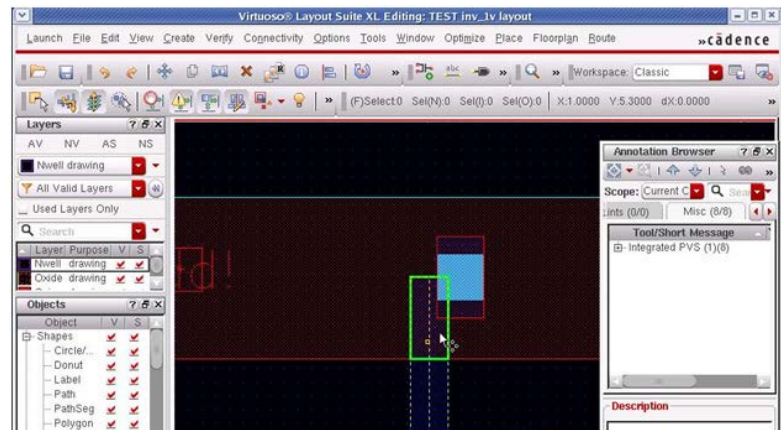 Virtuoso® Layout Suite XL Editing: TEST inv_1v layout
Launch File Edit View Create Verify Connectivity Options Tools Window Optimize Place Floorplan Route
cādence
Workspace: Classic
(F)Select:0 Sel(N):0 Sel(I):0 Sel(O):0 X:1.0000 Y:5.3000 dX:0.0000
Layers
AV NV AS NS
Nwell drawing
All Valid Layers
Used Layers Only
Search
Layer Purpose V S
Nwell drawing
Oxide drawing
Objects
Object V S
Shapes
Circle/...
Donut
Label
Path
PathSeg
Polygon
d!
Annotation Browser
Scope: Current C
ints (0/0) Misc (8/8)
Tool/Short Message
Integrated PVS (1)(8)
Description